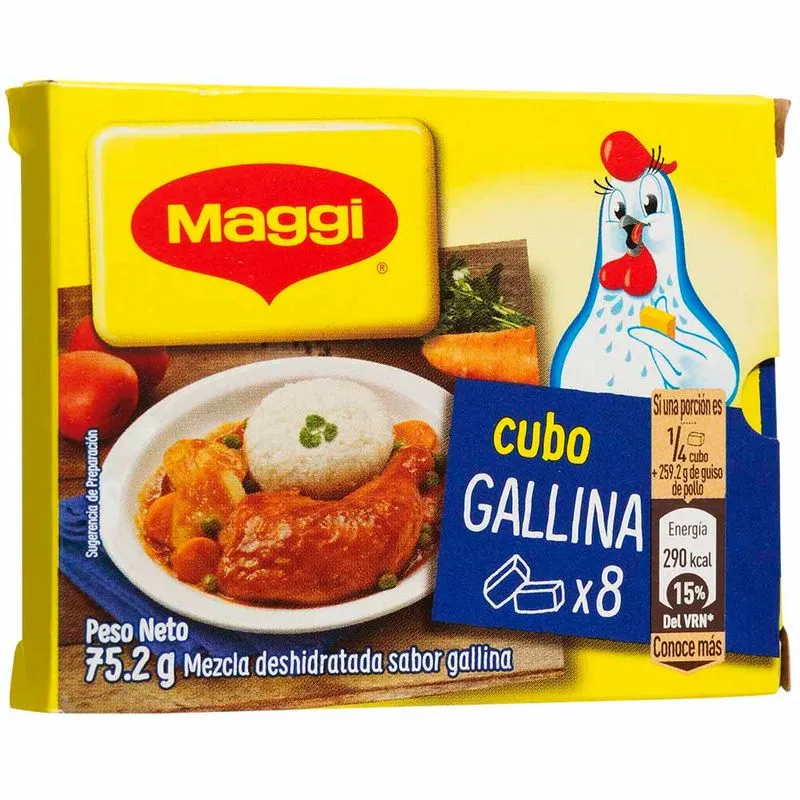 Maggi
®
Sugerencia de Preparación
cubo
GALLINA
x8
Si una porción es
1/4 cubo
+ 259.2 g de guiso
de pollo
Energía
290 kcal
15%
Del VRN*
Conoce más
Peso Neto
75.2 g Mezcla deshidratada sabor gallina